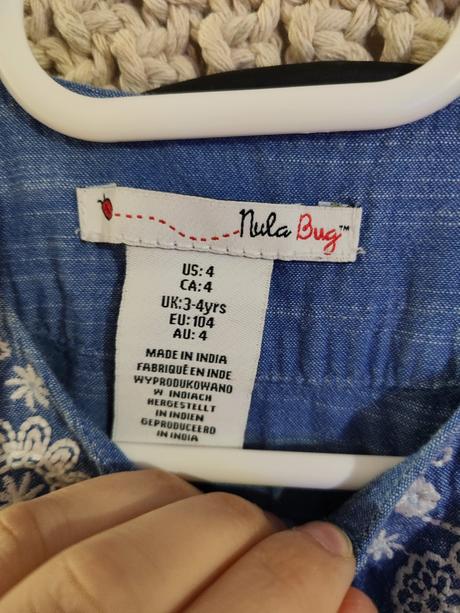 Nula Bug™
US: 4
CA: 4
UK:3-4yrs
EU: 104
AU: 4
MADE IN INDIA
FABRIQUÉ EN INDE
WYPRODUKOWANO
W INDIACH
HERGESTELLT
IN INDIEN
GEPRODUCEERD
IN INDIA